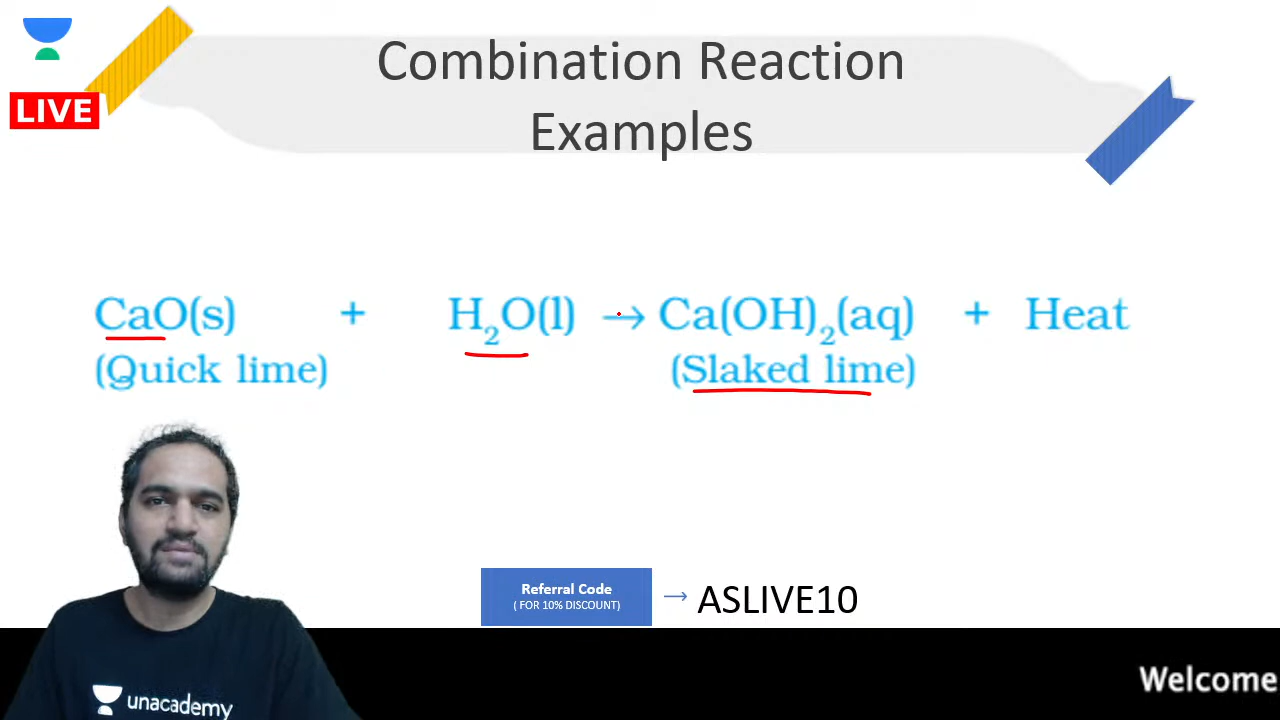 LIVE
Combination Reaction
Examples
CaO(s) + H₂O(l) → Ca(OH)₂(aq) + Heat
(Quick lime) (Slaked lime)
Referral Code
( FOR 10% DISCOUNT)
→ ASLIVE10
unacademy
Welcome